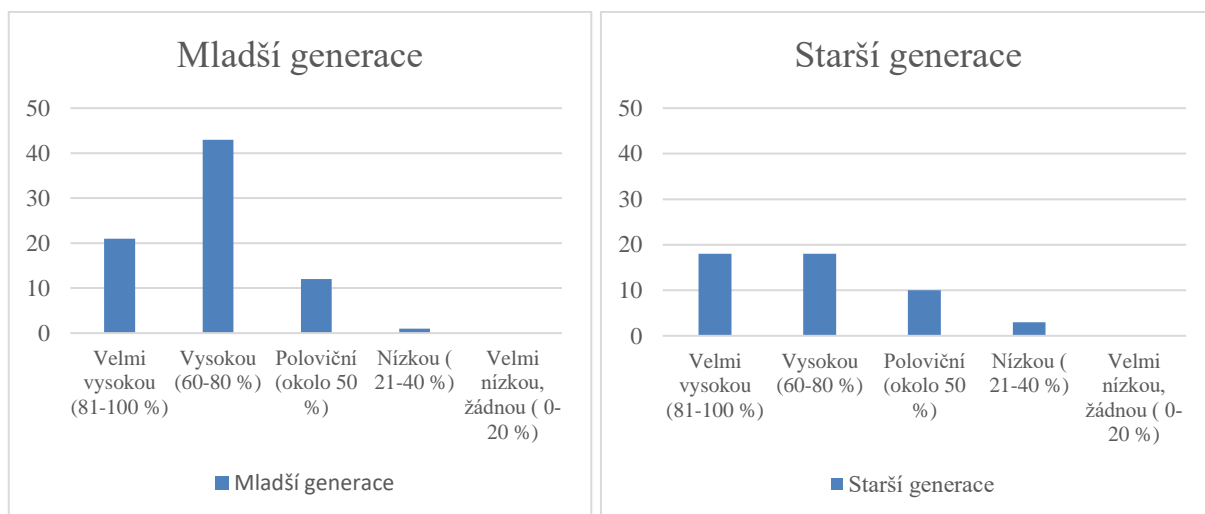 Mladší generace
50
40
30
20
10
0
Velmi
vysokou
(81-100 %)
Vysokou
(60-80 %)
Poloviční
(okolo 50
%)
Nízkou (
21-40 %)
Velmi
nízkou,
žádnou ( 0-
20 %)
Mladší generace
Starší generace
50
40
30
20
10
0
Velmi
vysokou
(81-100 %)
Vysokou
(60-80 %)
Poloviční
(okolo 50
%)
Nízkou (
21-40 %)
Velmi
nízkou,
žádnou ( 0-
20 %)
Starší generace